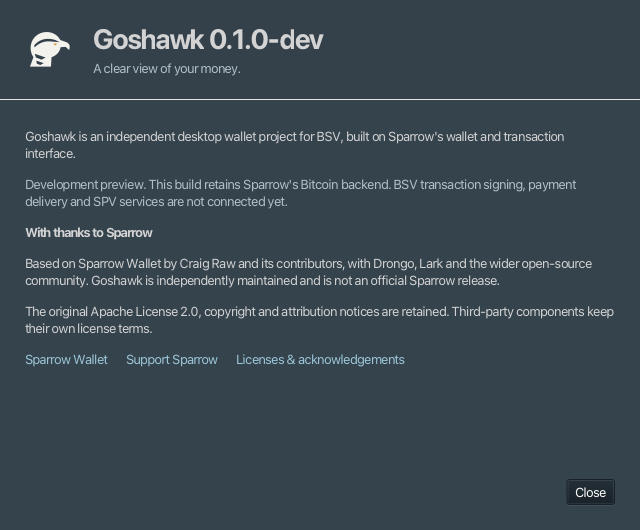 Goshawk 0.1.0-dev
A clear view of your money.
Goshawk is an independent desktop wallet project for BSV, built on Sparrow's wallet and transaction
interface.
Development preview. This build retains Sparrow's Bitcoin backend. BSV transaction signing, payment
delivery and SPV services are not connected yet.
With thanks to Sparrow
Based on Sparrow Wallet by Craig Raw and its contributors, with Drongo, Lark and the wider open-source
community. Goshawk is independently maintained and is not an official Sparrow release.
The original Apache License 2.0, copyright and attribution notices are retained. Third-party components keep
their own license terms.
Sparrow Wallet Support Sparrow Licenses & acknowledgements
Close